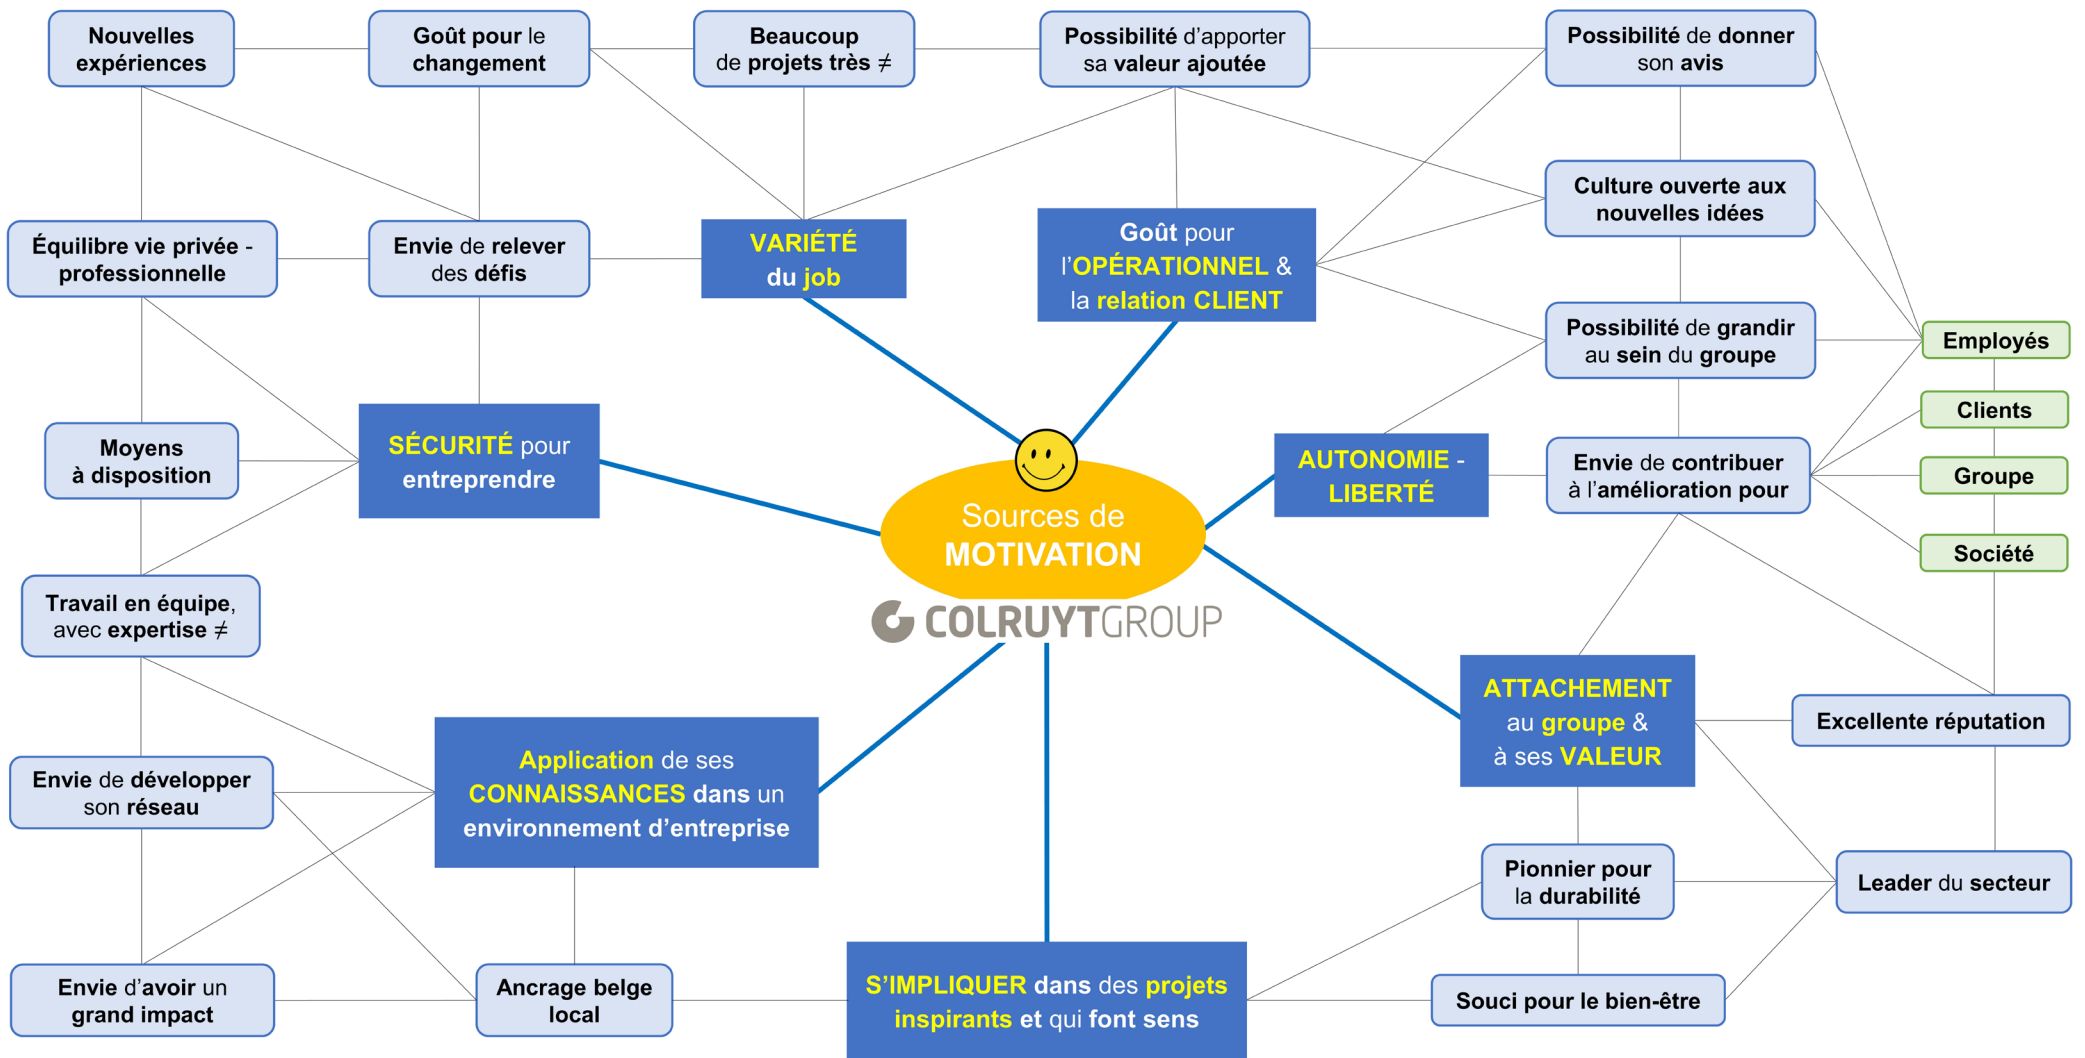 Nouvelles
expériences
Goût pour le
changement
Beaucoup
de projets très ≠
Possibilité d'apporter
sa valeur ajoutée
Possibilité de donner
son avis
Culture ouverte aux
nouvelles idées
Équilibre vie privée -
professionnelle
Envie de relever
des défis
VARIÉTÉ
du job
Goût pour
l'OPÉRATIONNEL &
la relation CLIENT
Possibilité de grandir
au sein du groupe
Employés
Clients
Groupe
Société
Moyens
à disposition
SÉCURITÉ pour
entreprendre
AUTONOMIE -
LIBERTÉ
Envie de contribuer
à l'amélioration pour
Sources de
MOTIVATION
COLRUYTGROUP
Travail en équipe,
avec expertise ≠
ATTACHEMENT
au groupe &
à ses VALEUR
Excellente réputation
Envie de développer
son réseau
Application de ses
CONNAISSANCES dans un
environnement d’entreprise
Pionnier pour
la durabilité
Leader du secteur
Envie d'avoir un
grand impact
Ancrage belge
local
S'IMPLIQUER dans des projets
inspirants et qui font sens
Souci pour le bien-être